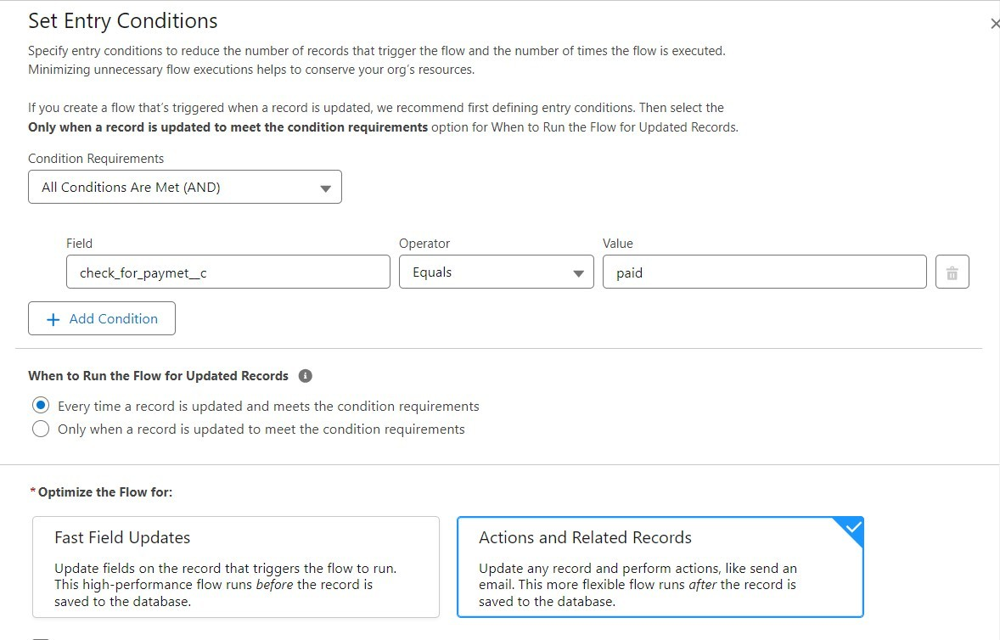 Set Entry Conditions
Specify entry conditions to reduce the number of records that trigger the flow and the number of times the flow is executed.
Minimizing unnecessary flow executions helps to conserve your org's resources.
If you create a flow that's triggered when a record is updated, we recommend first defining entry conditions. Then select the
Only when a record is updated to meet the condition requirements option for When to Run the Flow for Updated Records.
Condition Requirements
All Conditions Are Met (AND)
Field Operator Value
check_for_paymet__c Equals paid
Add Condition
When to Run the Flow for Updated Records
Every time a record is updated and meets the condition requirements
Only when a record is updated to meet the condition requirements
*Optimize the Flow for:
Fast Field Updates
Update fields on the record that triggers the flow to run.
This high-performance flow runs before the record is
saved to the database.
Actions and Related Records
Update any record and perform actions, like send an
email. This more flexible flow runs after the record is
saved to the database.